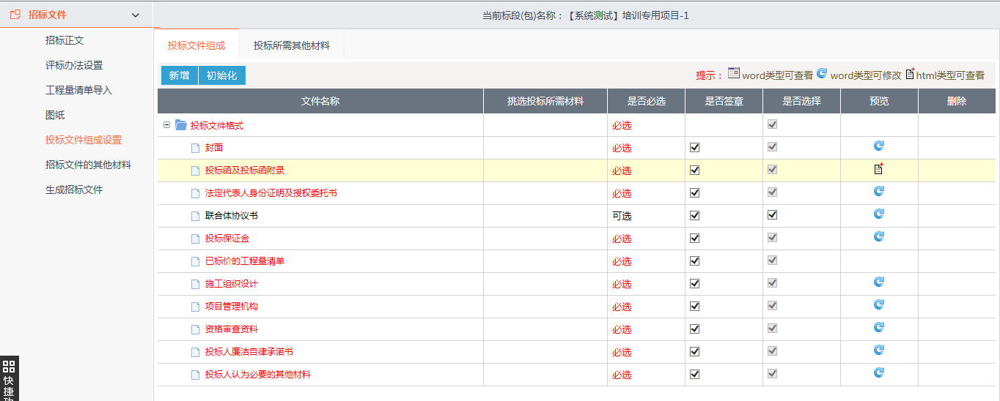 招标文件
当前标段(包)名称：【系统测试】培训专用项目-1
招标正文
评标办法设置
工程量清单导入
图纸
投标文件组成设置
招标文件的其他材料
生成招标文件
投标文件组成 投标所需其他材料
新增 初始化 提示： word类型可查看 word类型可修改 html类型可查看
文件名称 挑选投标所需材料 是否必选 是否签章 是否选择 预览 删除
投标文件格式 必选
封面 必选
投标函及投标函附录 必选
法定代表人身份证明及授权委托书 必选
联合体协议书 可选
投标保证金 必选
已标价的工程量清单 必选
施工组织设计 必选
项目管理机构 必选
资格审查资料 必选
投标人廉洁自律承诺书 必选
投标人认为必要的其他材料 必选
快捷